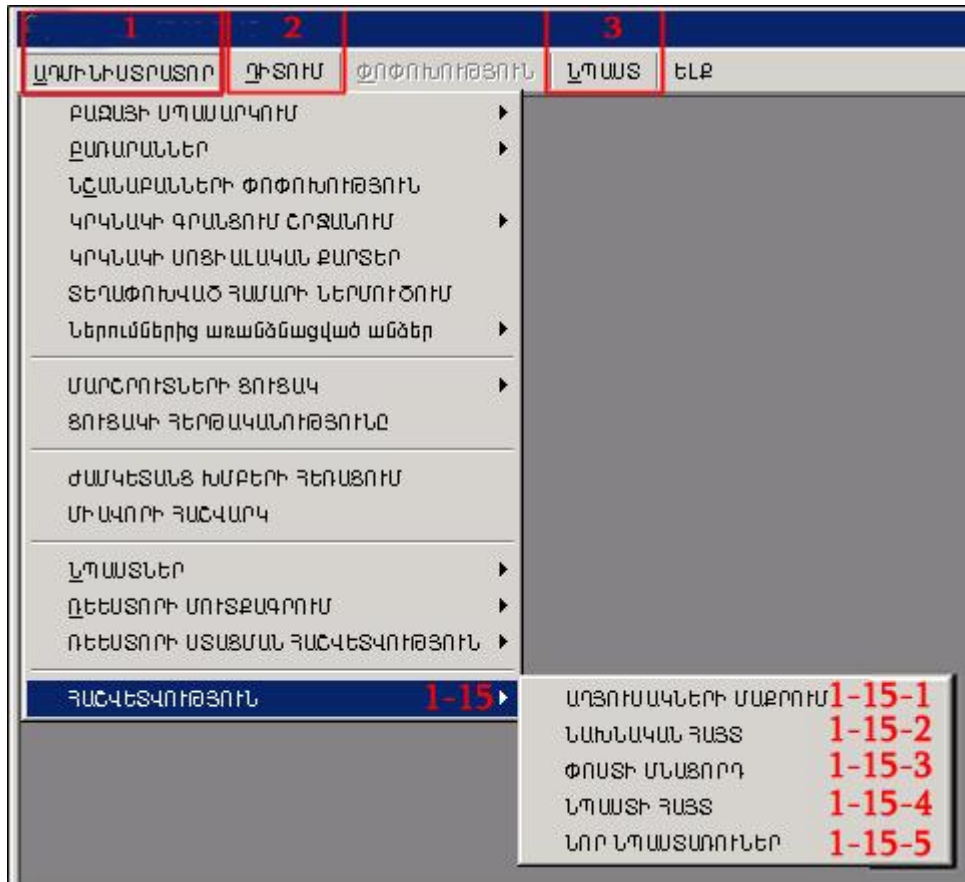 1 2 3
ԱԴՄԻՆԻՍՏՐԱՏՈՐ ԴԻՏՈՒՄ ՓՈՓՈԽՈՒԹՅՈՒՆ ՆՊԱՍՏ ԵԼՔ
ԲԱԶԱՅԻ ՍՊԱՍԱՐԿՈՒՄ
ԲԱՌԱՐԱՆՆԵՐ
ՆՇԱՆԱԲԱՆՆԵՐԻ ՓՈՓՈԽՈՒԹՅՈՒՆ
ԿՐԿՆԱԿԻ ԳՐԱՆՑՈՒՄ ՇՐՋԱՆՈՒՄ
ԿՐԿՆԱԿԻ ՍՈՑԻԱԼԱԿԱՆ ՔԱՐՏԵՐ
ՏԵՂԱՓՈԽՎԱԾ ՀԱՄԱՐԻ ՆԵՐՄՈՒԾՈՒՄ
Ներումներից առանձնացված անձեր
ՄԱՐՇՐՈՒՏՆԵՐԻ ՑՈՒՑԱԿ
ՑՈՒՑԱԿԻ ՀԵՐԹԱԿԱՆՈՒԹՅՈՒՆԸ
ԺԱՄԿԵՏԱՆՑ ԽՄԲԵՐԻ ՀԵՌԱՑՈՒՄ
ՄԻԱՎՈՐԻ ՀԱՇՎԱՐԿ
ՆՊԱՍՏՆԵՐ
ՌԵԵՍՏՈՐԻ ՄՈՒՏՔԱԳՐՈՒՄ
ՌԵԵՍՏՈՐԻ ՍՏԱՑՄԱՆ ՀԱՇՎԵՏՎՈՒԹՅՈՒՆ
ՀԱՇՎԵՏՎՈՒԹՅՈՒՆ 1-15
ԱՂՅՈՒՍԱԿՆԵՐԻ ՄԱՔՐՈՒՄ 1-15-1
ՆԱԽՆԱԿԱՆ ՀԱՅՏ 1-15-2
ՓՈՍՏԻ ՄՆԱՑՈՐԴ 1-15-3
ՆՊԱՍՏԻ ՀԱՅՏ 1-15-4
ՆՈՐ ՆՊԱՍՏԱՌՈՒՆԵՐ 1-15-5